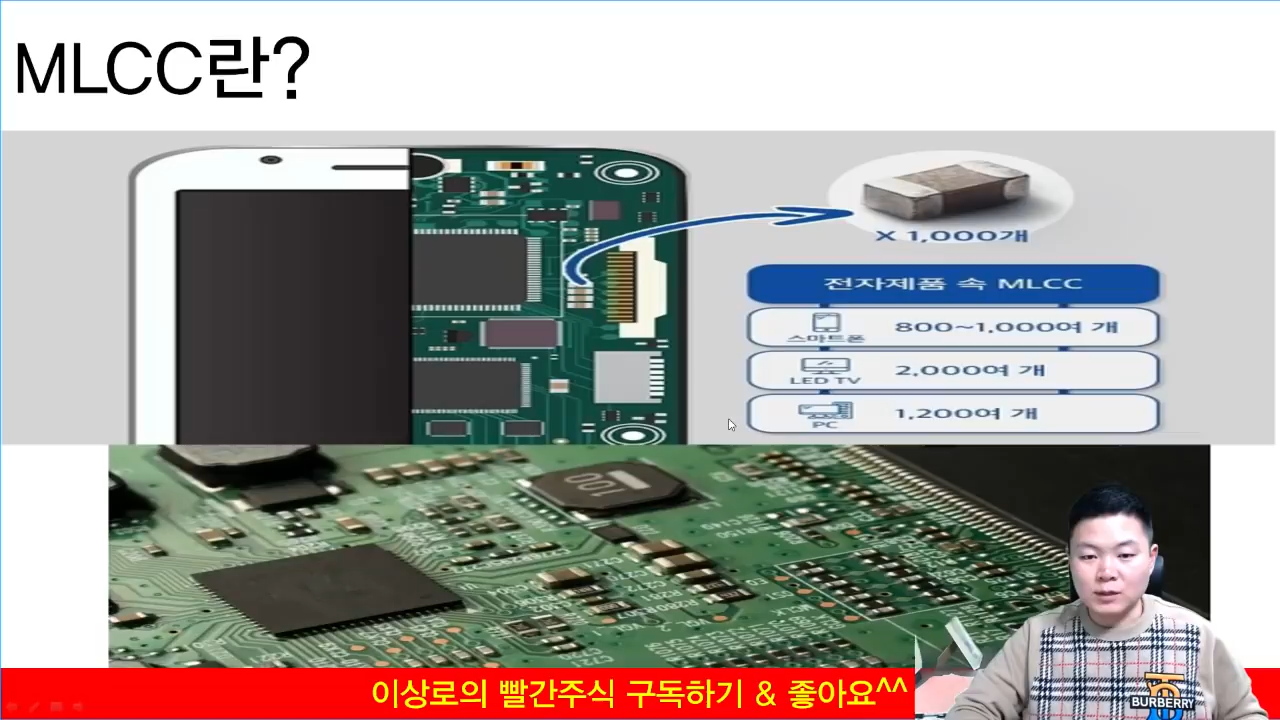 MLCC란?
X 1,000개
전자제품 속 MLCC
스마트폰
800~1,000여 개
LED TV
2,000여 개
PC
1,200여 개
100
이상로의 빨간주식 구독하기 & 좋아요^^
BURBERRY